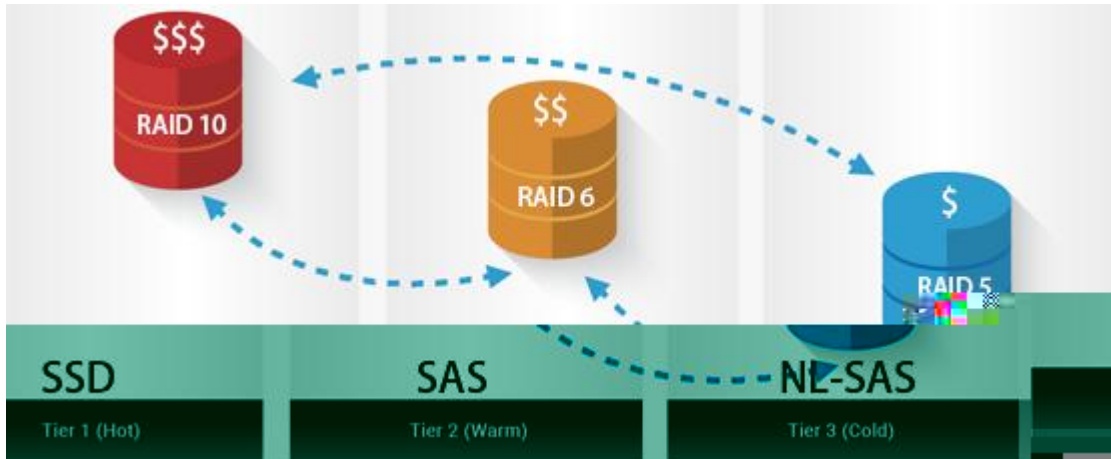 $$$
RAID 10
$$
RAID 6
$
RAID 5
SSD
SAS
NL-SAS
Tier 1 (Hot)
Tier 2 (Warm)
Tier 3 (Cold)